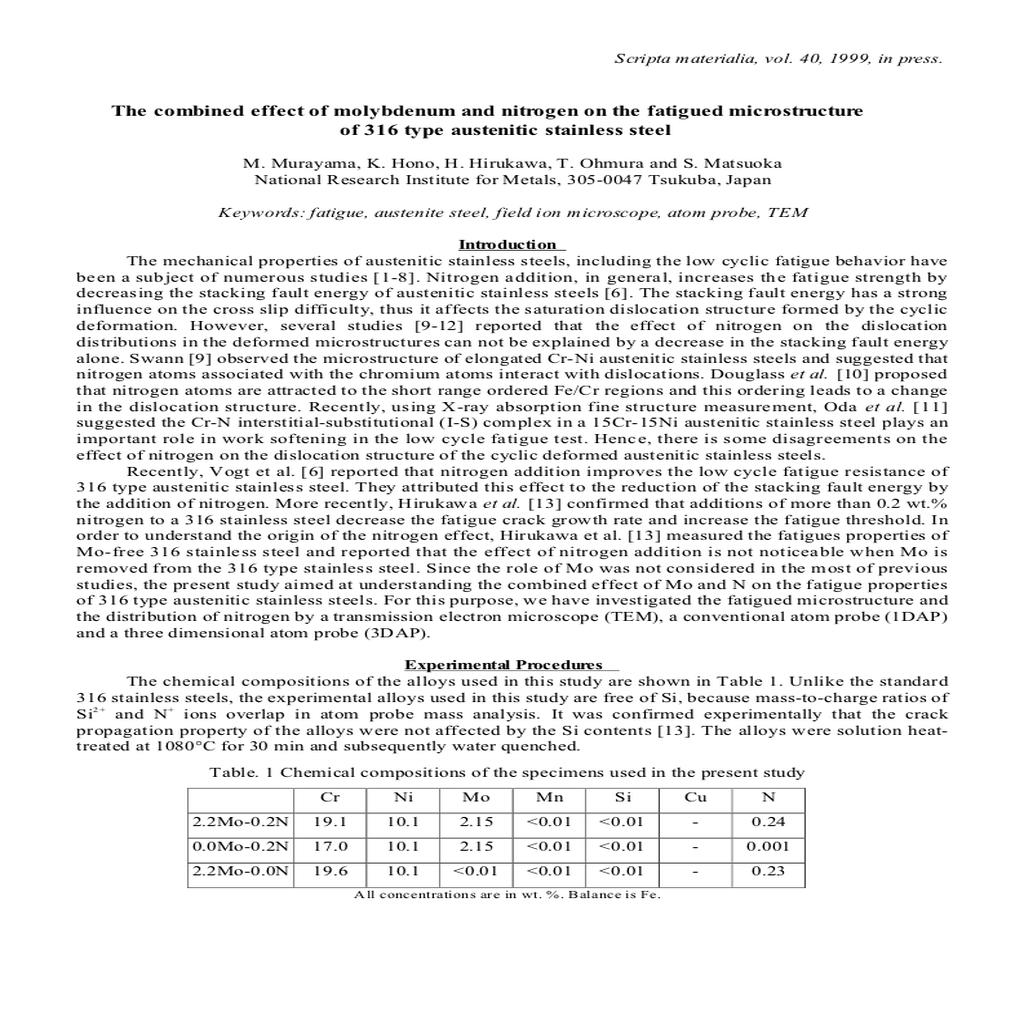 Scripta materialia, vol. 40, 1999, in press.
The combined effect of molybdenum and nitrogen on the fatigued microstructure
of 316 type austenitic stainless steel
M. Murayama, K. Hono, H. Hirukawa, T. Ohmura and S. Matsuoka
National Research Institute for Metals, 305-0047 Tsukuba, Japan
Keywords: fatigue, austenite steel, field ion microscope, atom probe, TEM
Introduction
The mechanical properties of austenitic stainless steels, including the low cyclic fatigue behavior have
been a subject of numerous studies [1-8]. Nitrogen addition, in general, increases the fatigue strength by
decreasing the stacking fault energy of austenitic stainless steels [6]. The stacking fault energy has a strong
influence on the cross slip difficulty, thus it affects the saturation dislocation structure formed by the cyclic
deformation. However, several studies [9-12] reported that the effect of nitrogen on the dislocation
distributions in the deformed microstructures can not be explained by a decrease in the stacking fault energy
alone. Swann [9] observed the microstructure of elongated Cr-Ni austenitic stainless steels and suggested that
nitrogen atoms associated with the chromium atoms interact with dislocations. Douglass et al. [10] proposed
that nitrogen atoms are attracted to the short range ordered Fe/Cr regions and this ordering leads to a change
in the dislocation structure. Recently, using X-ray absorption fine structure measurement, Oda et al. [11]
suggested the Cr-N interstitial-substitutional (I-S) complex in a 15Cr-15Ni austenitic stainless steel plays an
important role in work softening in the low cycle fatigue test. Hence, there is some disagreements on the
effect of nitrogen on the dislocation structure of the cyclic deformed austenitic stainless steels.
Recently, Vogt et al. [6] reported that nitrogen addition improves the low cycle fatigue resistance of
316 type austenitic stainless steel. They attributed this effect to the reduction of the stacking fault energy by
the addition of nitrogen. More recently, Hirukawa et al. [13] confirmed that additions of more than 0.2 wt.%
nitrogen to a 316 stainless steel decrease the fatigue crack growth rate and increase the fatigue threshold. In
order to understand the origin of the nitrogen effect, Hirukawa et al. [13] measured the fatigues properties of
Mo-free 316 stainless steel and reported that the effect of nitrogen addition is not noticeable when Mo is
removed from the 316 type stainless steel. Since the role of Mo was not considered in the most of previous
studies, the present study aimed at understanding the combined effect of Mo and N on the fatigue properties
of 316 type austenitic stainless steels. For this purpose, we have investigated the fatigued microstructure and
the distribution of nitrogen by a transmission electron microscope (TEM), a conventional atom probe (1DAP)
and a three dimensional atom probe (3DAP).
Experimental Procedures
The chemical compositions of the alloys used in this study are shown in Table 1. Unlike the standard
316 stainless steels, the experimental alloys used in this study are free of Si, because mass-to-charge ratios of
Si2+ and N+ ions overlap in atom probe mass analysis. It was confirmed experimentally that the crack
propagation property of the alloys were not affected by the Si contents [13]. The alloys were solution heat-
treated at 1080°C for 30 min and subsequently water quenched.
Table. 1 Chemical compositions of the specimens used in the present study
Cr Ni Mo Mn Si Cu N
2.2Mo-0.2N 19.1 10.1 2.15 <0.01 <0.01 - 0.24
0.0Mo-0.2N 17.0 10.1 2.15 <0.01 <0.01 - 0.001
2.2Mo-0.0N 19.6 10.1 <0.01 <0.01 <0.01 - 0.23
All concentrations are in wt. %. Balance is Fe.